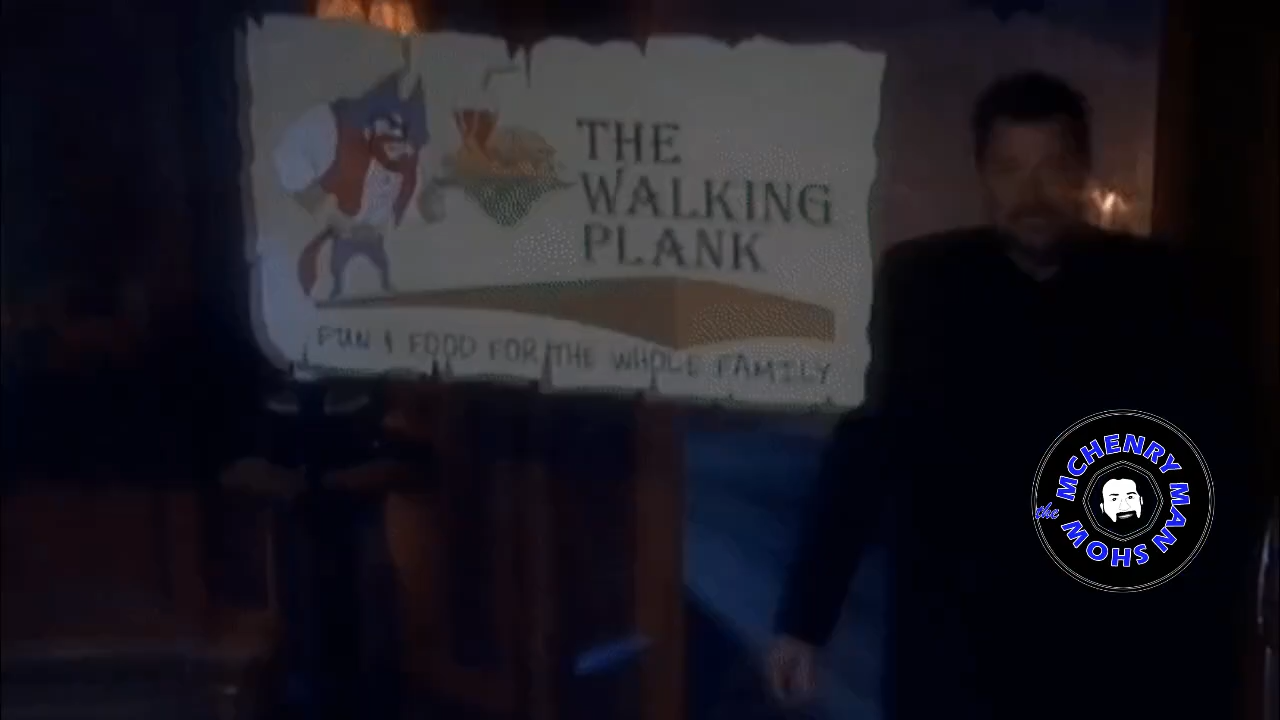 THE
WALKING
PLANK
FUN & FOOD FOR THE WHOLE FAMILY
the MCHENRY MAN SHOW